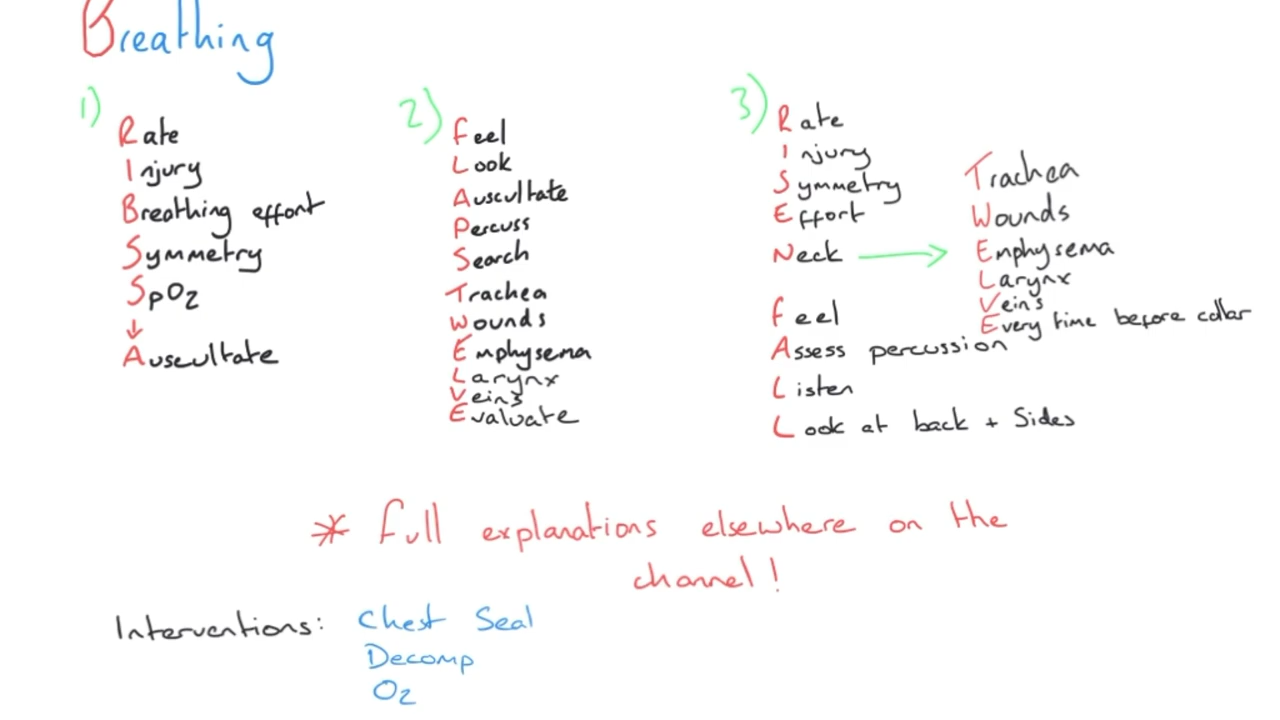 Breathing
1)
Rate
Injury
Breathing effort
Symmetry
SpO2
↓
Auscultate
2)
Feel
Look
Auscultate
Percuss
Search
Trachea
Wounds
Emphysema
Larynx
Veins
Evaluate
3)
Rate
Injury
Symmetry
Effort
Neck →
Trachea
Wounds
Emphysema
Larynx
Veins
Every time before collar
Feel
Assess percussion
Listen
Look at back + Sides
* Full explanations elsewhere on the
channel!
Interventions: Chest Seal
Decomp
O2